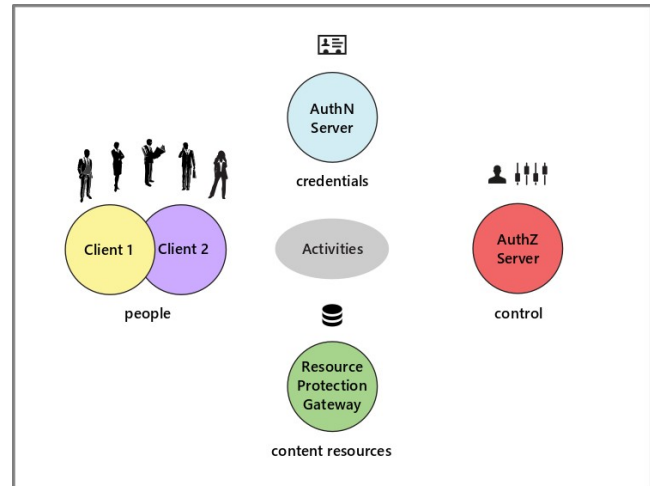 AuthN
Server
credentials
Client 1
Client 2
people
Activities
AuthZ
Server
control
Resource
Protection
Gateway
content resources